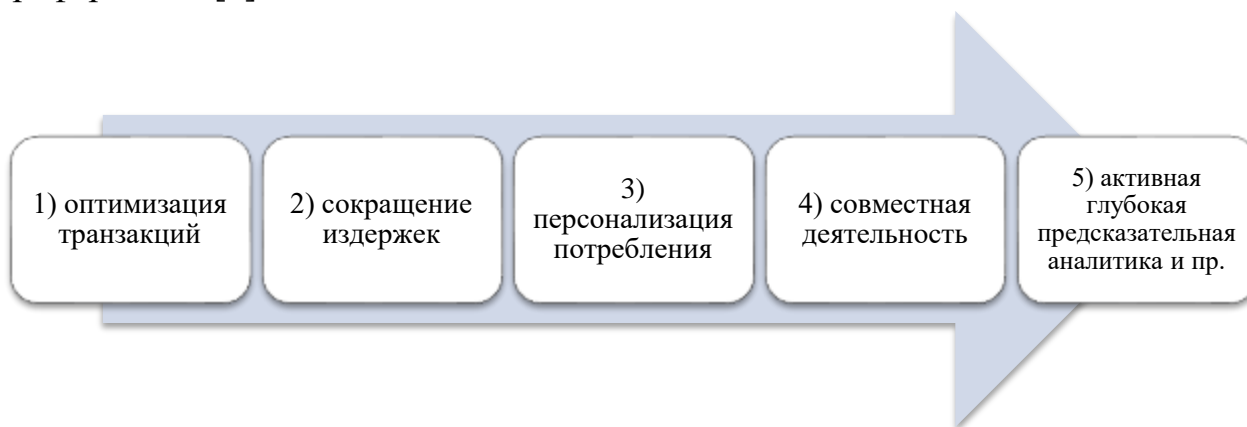 1) оптимизация
транзакций
2) сокращение
издержек
3)
персонализация
потребления
4) совместная
деятельность
5) активная
глубокая
предсказательная
аналитика и пр.